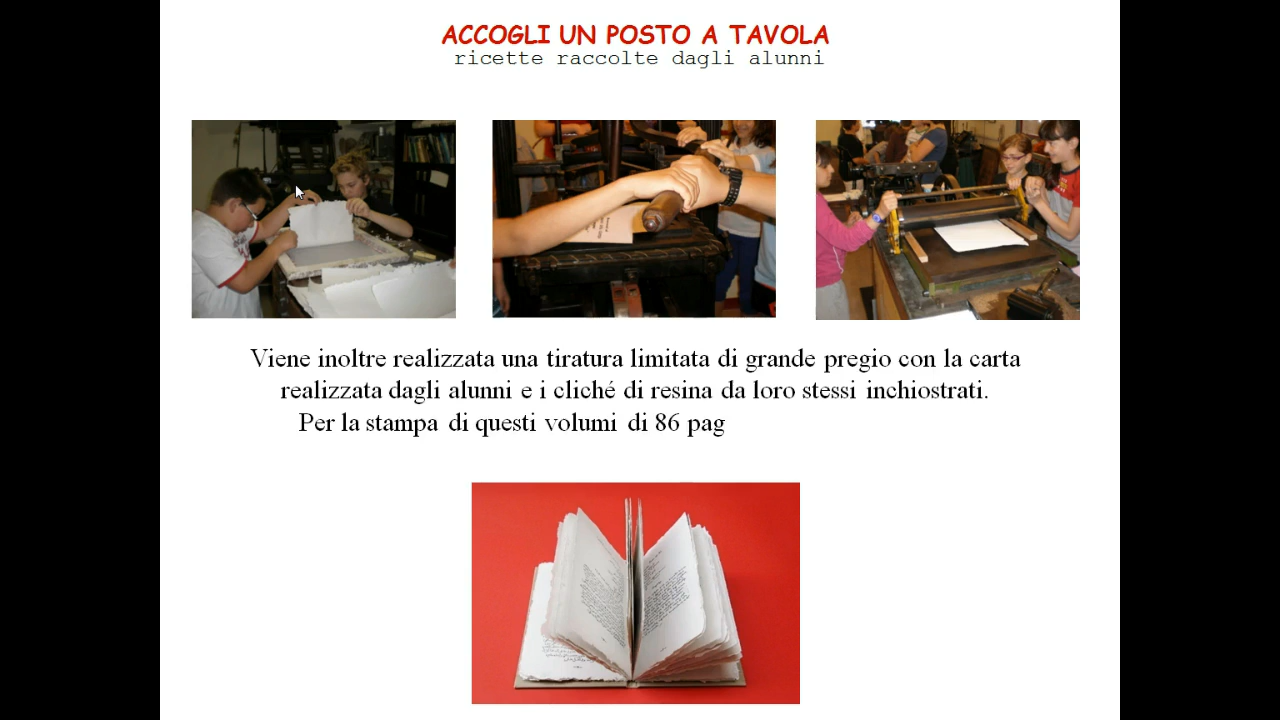 ACCOGLI UN POSTO A TAVOLA
ricette raccolte dagli alunni
Viene inoltre realizzata una tiratura limitata di grande pregio con la carta
realizzata dagli alunni e i cliché di resina da loro stessi inchiostrati.
Per la stampa di questi volumi di 86 pag